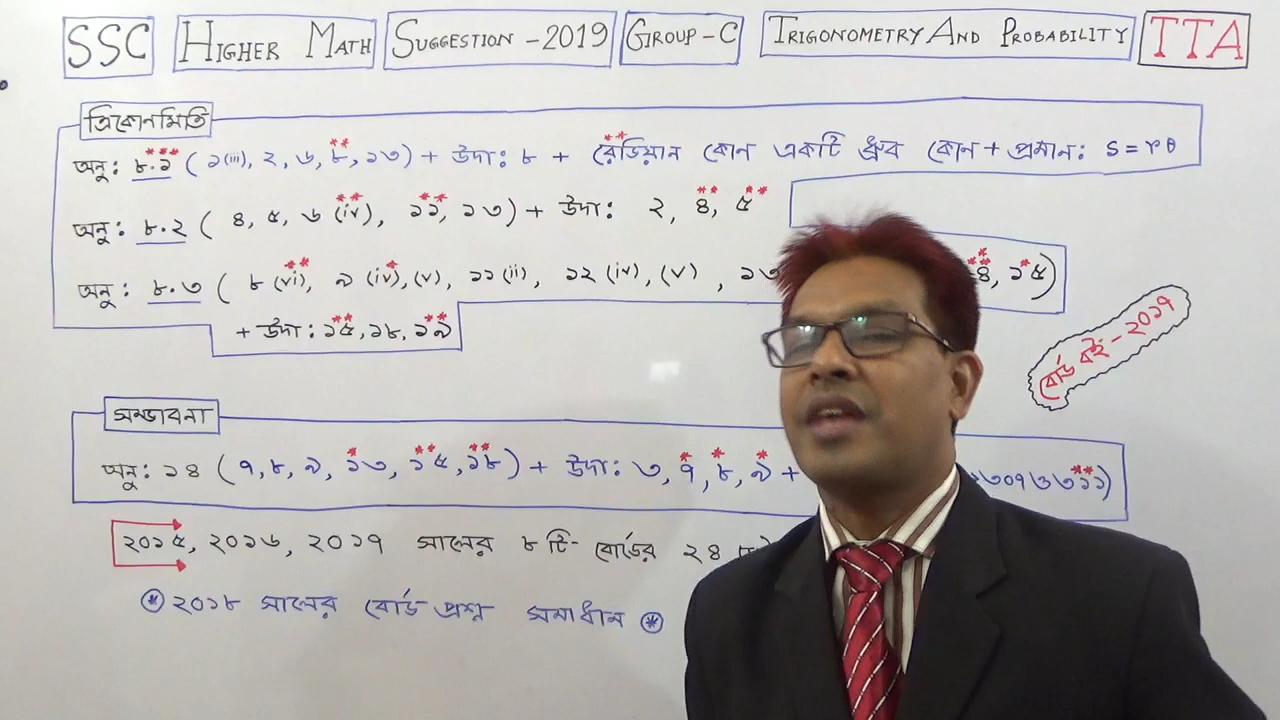 SSC HIGHER MATH SUGGESTION - 2019 GROUP - C TRIGONOMETRY AND PROBABILITY TTA
ত্রিকোনমিতি
অনু: ৮.১*** (১(iii), ২, ৬, ৮**, ১৩) + উদা: ৮ + রেডিয়ান** কোন একটি ধ্রুব কোন + প্রমান: S = rθ
অনু: ৮.২ ( ৪, ৫, ৬ (iv)**, ১১**, ১৩) + উদা: ২, ৪**, ৫**
অনু: ৮.৩ ( ৮ (vi)**, ৯ (iv)*, (v), ১১ (ii), ১২ (iv), (v), ১৩ ১৫*)
+ উদা: ১৫**, ১৮, ১৯**
বোর্ড বই - ২০১৭
সম্ভাবনা
অনু: ১৪ (৭, ৮, ৯, ১৩*, ১৫**, ১৮**) + উদা: ৩, ৭*, ৮*, ৯* +
২০১৫, ২০১৬, ২০১৭ সালের ৮ টি- বোর্ডের ২৪
⊛ ২০১৮ সালের বোর্ড প্রশ্ন সমাধান ⊛